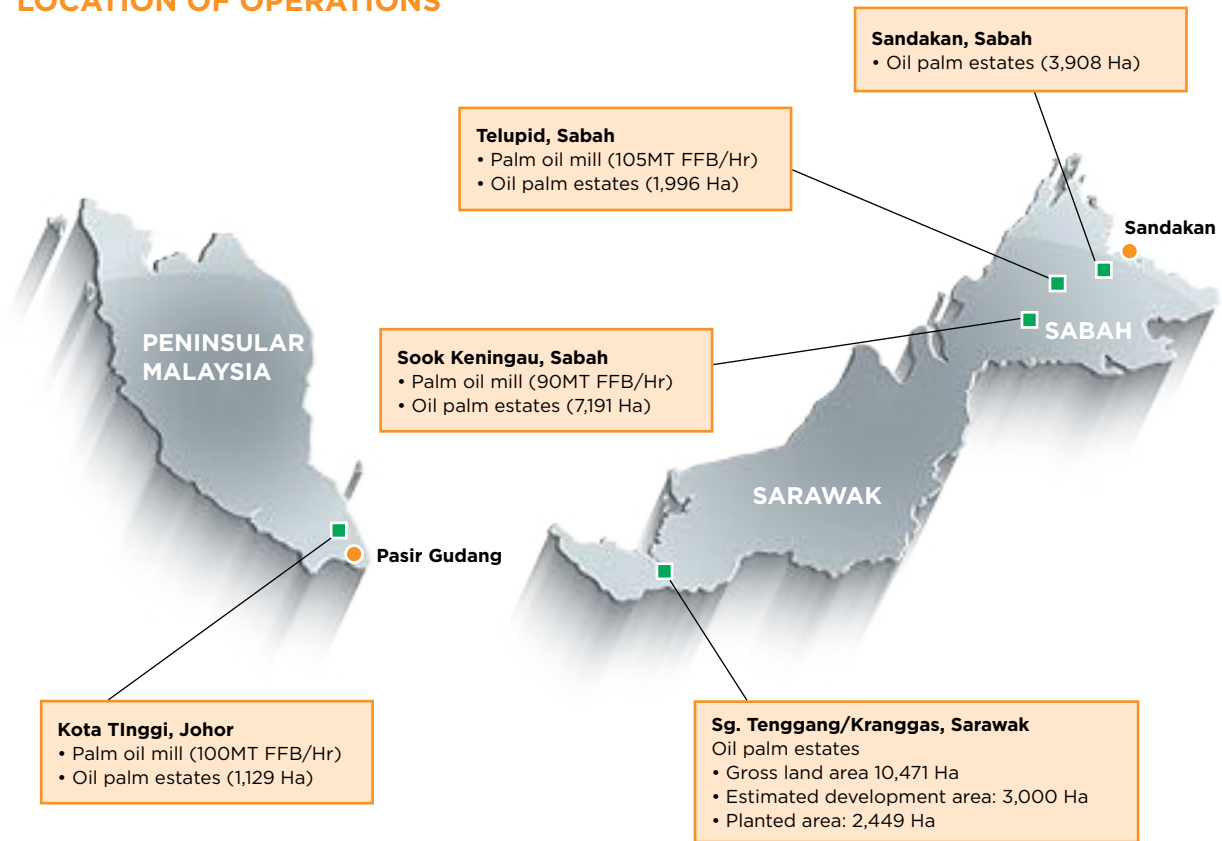 LOCATION OF OPERATIONS
Sandakan, Sabah
• Oil palm estates (3,908 Ha)
Telupid, Sabah
• Palm oil mill (105MT FFB/Hr)
• Oil palm estates (1,996 Ha)
Sandakan
PENINSULAR
MALAYSIA
SABAH
Sook Keningau, Sabah
• Palm oil mill (90MT FFB/Hr)
• Oil palm estates (7,191 Ha)
SARAWAK
Pasir Gudang
Kota TInggi, Johor
• Palm oil mill (100MT FFB/Hr)
• Oil palm estates (1,129 Ha)
Sg. Tenggang/Kranggas, Sarawak
Oil palm estates
• Gross land area 10,471 Ha
• Estimated development area: 3,000 Ha
• Planted area: 2,449 Ha